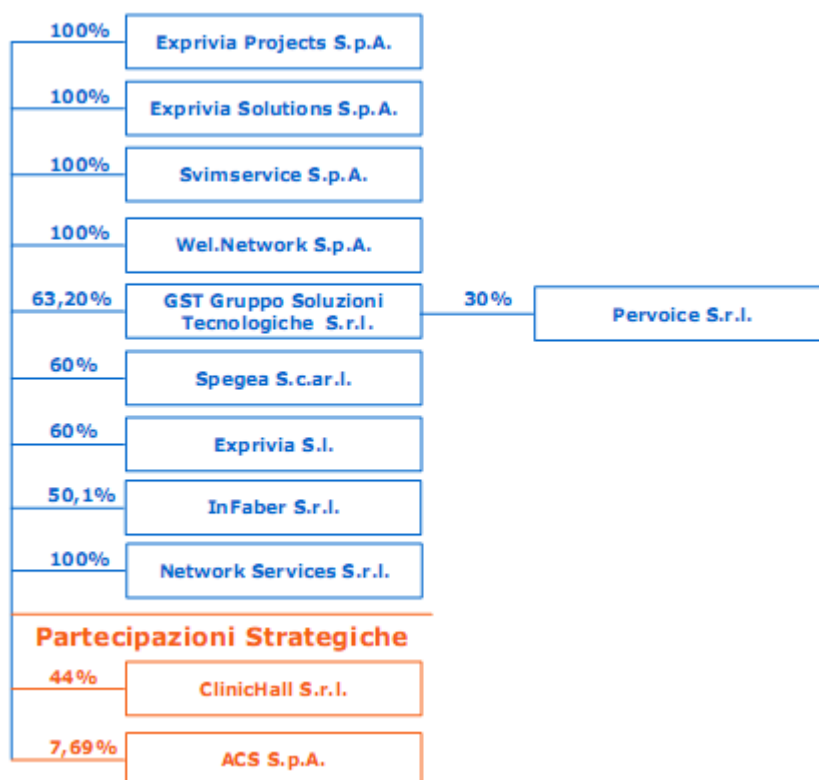 100%
Exprivia Projects S.p.A.
100%
Exprivia Solutions S.p.A.
100%
Svimservice S.p.A.
100%
Wel.Network S.p.A.
63,20%
GST Gruppo Soluzioni
Tecnologiche S.r.l.
30%
Pervoice S.r.l.
60%
Spegea S.c.ar.l.
60%
Exprivia S.l.
50,1%
InFaber S.r.l.
100%
Network Services S.r.l.
Partecipazioni Strategiche
44%
ClinicHall S.r.l.
7,69%
ACS S.p.A.